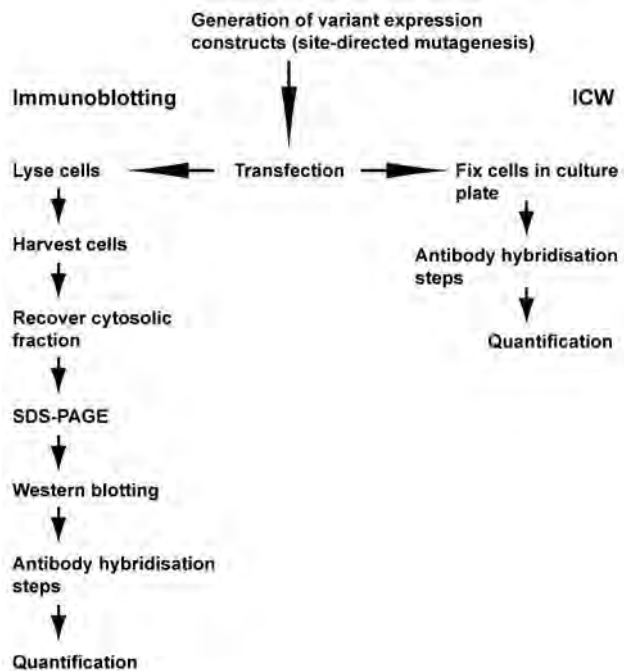 Generation of variant expression
constructs (site-directed mutagenesis)
Immunoblotting
ICW
Lyse cells
Transfection
Fix cells in culture
plate
Harvest cells
Antibody hybridisation
steps
Recover cytosolic
fraction
Quantification
SDS-PAGE
Western blotting
Antibody hybridisation
steps
Quantification